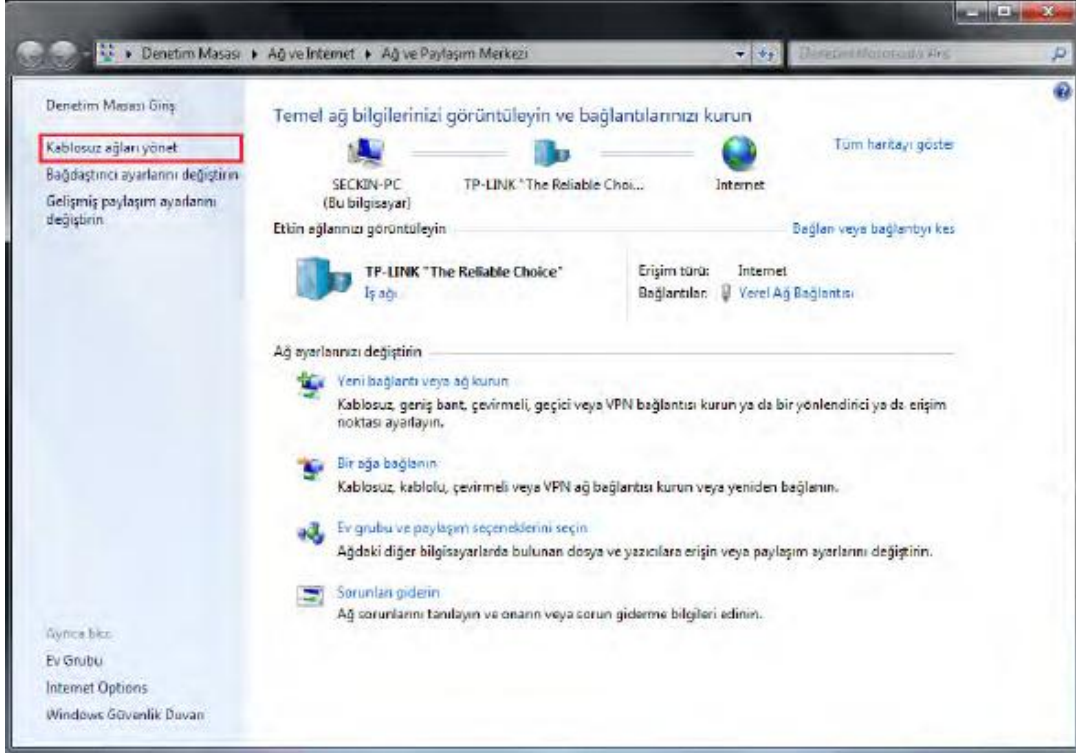 Denetim Masası ▸ Ağ ve Internet ▸ Ağ ve Paylaşım Merkezi
Denetim Masası Giriş
Kablosuz ağları yönet
Bağdaştırıcı ayarlarını değiştirin
Gelişmiş paylaşım ayarlarını
değiştirin
Temel ağ bilgilerinizi görüntüleyin ve bağlantılarınızı kurun
Tüm haritayı göster
SECKIN-PC
(Bu bilgisayar)
TP-LINK "The Reliable Choi...
Internet
Etkin ağlarınızı görüntüleyin
Bağlan veya bağlantıyı kes
TP-LINK "The Reliable Choice"
İş ağı
Erişim türü: Internet
Bağlantılar: Yerel Ağ Bağlantısı
Ağ ayarlarınızı değiştirin
Yeni bağlantı veya ağ kurun
Kablosuz, geniş bant, çevirmeli, geçici veya VPN bağlantısı kurun ya da bir yönlendirici ya da erişim
noktası ayarlayın.
Bir ağa bağlanın
Kablosuz, kablolu, çevirmeli veya VPN ağ bağlantısı kurun veya yeniden bağlanın.
Ev grubu ve paylaşım seçeneklerini seçin
Ağdaki diğer bilgisayarlarda bulunan dosya ve yazıcılara erişin veya paylaşım ayarlarını değiştirin.
Sorunları giderin
Ağ sorunlarını tanılayın ve onarın veya sorun giderme bilgileri edinin.
Ayrıca bkz.
Ev Grubu
Internet Options
Windows Güvenlik Duvarı